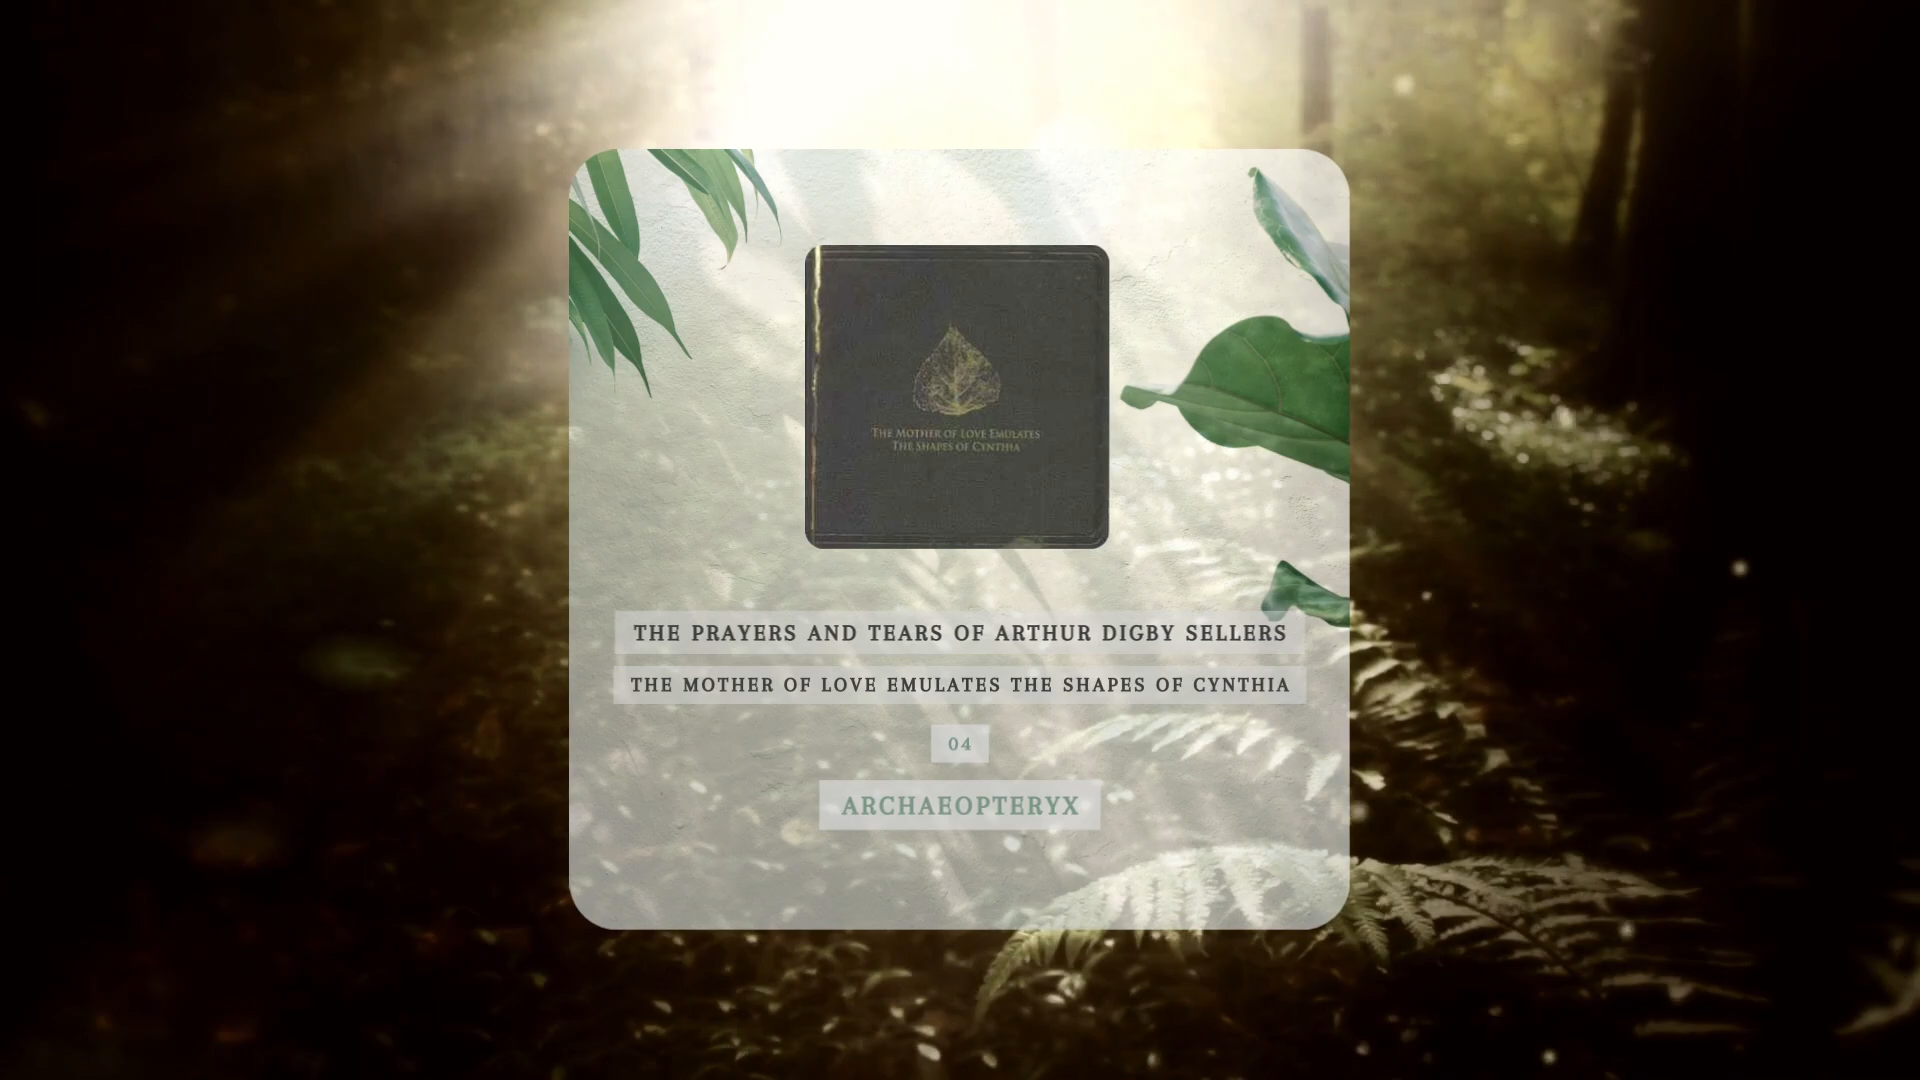 The Mother of Love Emulates
The Shapes of Cynthia
THE PRAYERS AND TEARS OF ARTHUR DIGBY SELLERS
THE MOTHER OF LOVE EMULATES THE SHAPES OF CYNTHIA
04
ARCHAEOPTERYX